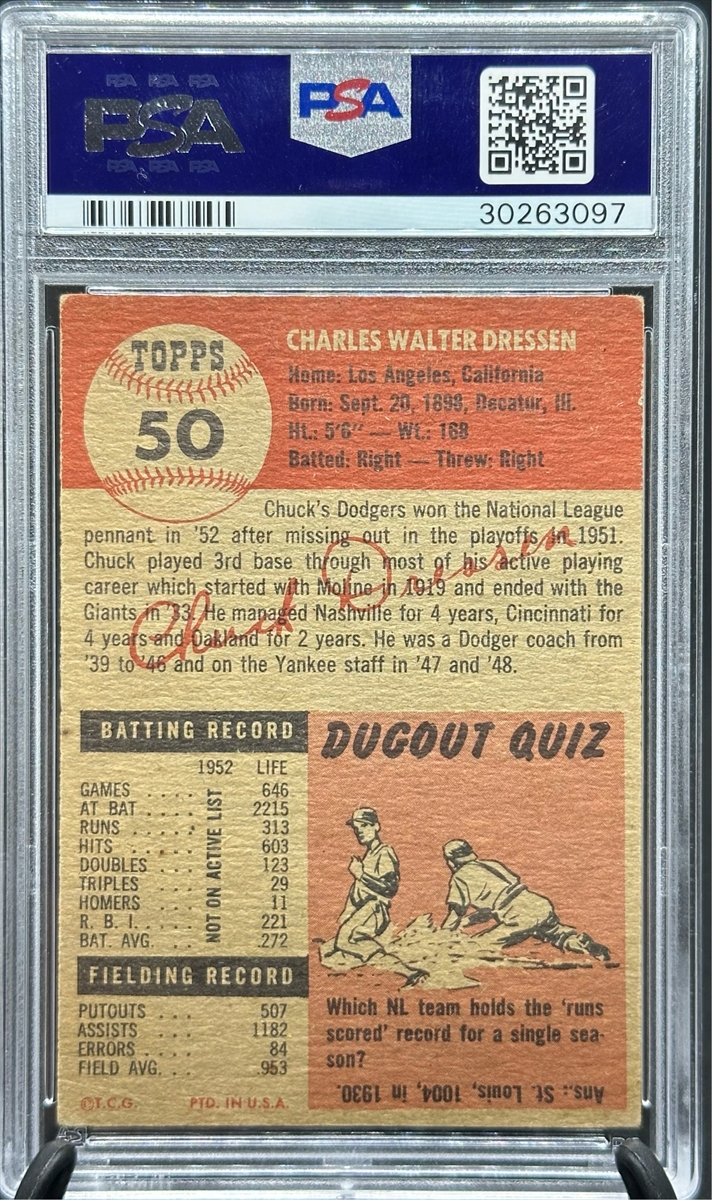 PSA PSA PSA
PSA
PSA PSA PSA
PSA
30263097
TOPPS
50
CHARLES WALTER DRESSEN
Home: Los Angeles, California
Born: Sept. 20, 1898, Decatur, Ill.
Ht.: 5'6" — Wt.: 168
Batted: Right — Threw: Right
Chuck's Dodgers won the National League
pennant in '52 after missing out in the playoffs in 1951.
Chuck played 3rd base through most of his active playing
career which started with Moline in 1919 and ended with the
Giants in '33. He managed Nashville for 4 years, Cincinnati for
4 years and Oakland for 2 years. He was a Dodger coach from
'39 to '46 and on the Yankee staff in '47 and '48.
Chuck Dressen
BATTING RECORD
1952 LIFE
GAMES .... 646
AT BAT .... 2215
RUNS ..... 313
HITS ..... 603
DOUBLES .. 123
TRIPLES ... 29
HOMERS ... 11
R. B. I. ... 221
BAT. AVG. .. .272
NOT ON ACTIVE LIST
FIELDING RECORD
PUTOUTS ... 507
ASSISTS ... 1182
ERRORS .... 84
FIELD AVG. ... .953
©T.C.G. PTD. IN U.S.A.
DUGOUT QUIZ
Which NL team holds the 'runs
scored' record for a single sea-
son?
Ans.: St. Louis, 1004, in 1930.